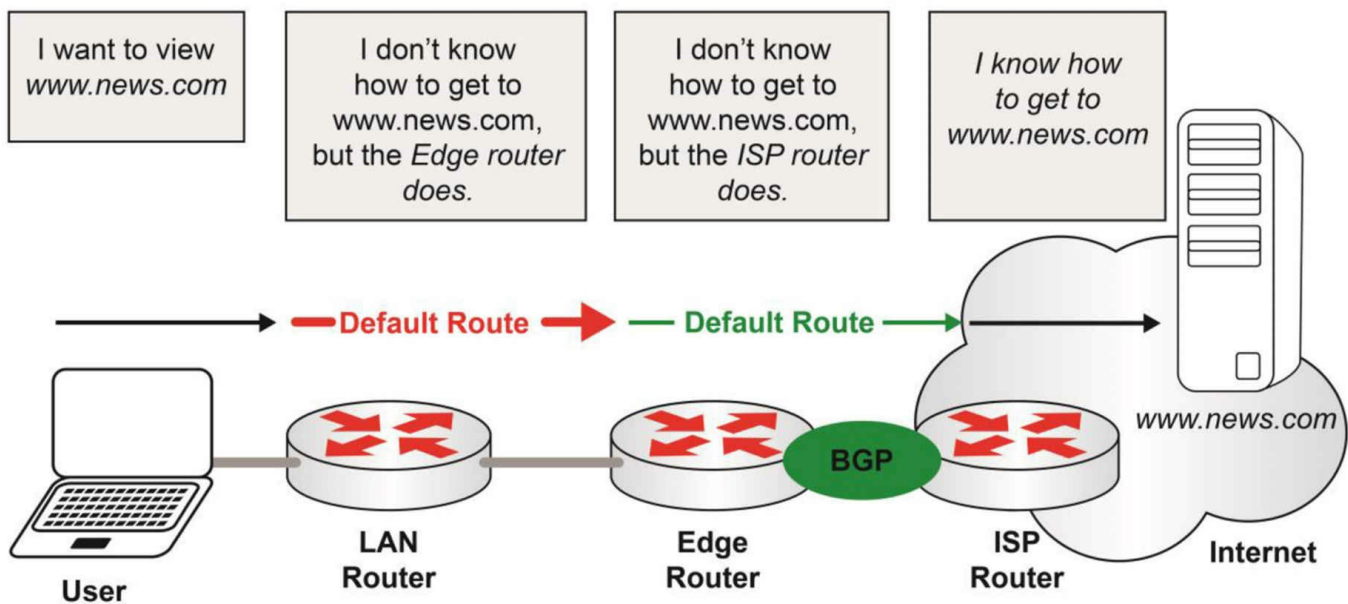 I want to view
www.news.com
I don’t know
how to get to
www.news.com,
but the Edge router
does.
I don’t know
how to get to
www.news.com,
but the ISP router
does.
I know how
to get to
www.news.com
Default Route
Default Route
www.news.com
BGP
User
LAN
Router
Edge
Router
ISP
Router
Internet